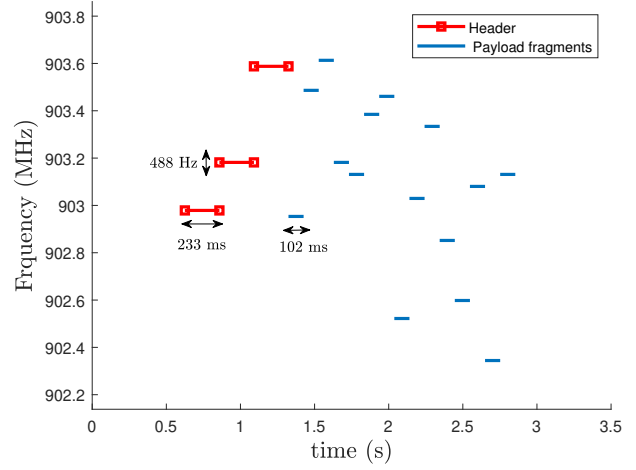 903.8
903.6
903.4
903.2
903
902.8
902.6
902.4
902.2
Frquency (MHz)
Header
Payload fragments
488 Hz
233 ms
102 ms
0
0.5
1
1.5
2
2.5
3
3.5
time (s)